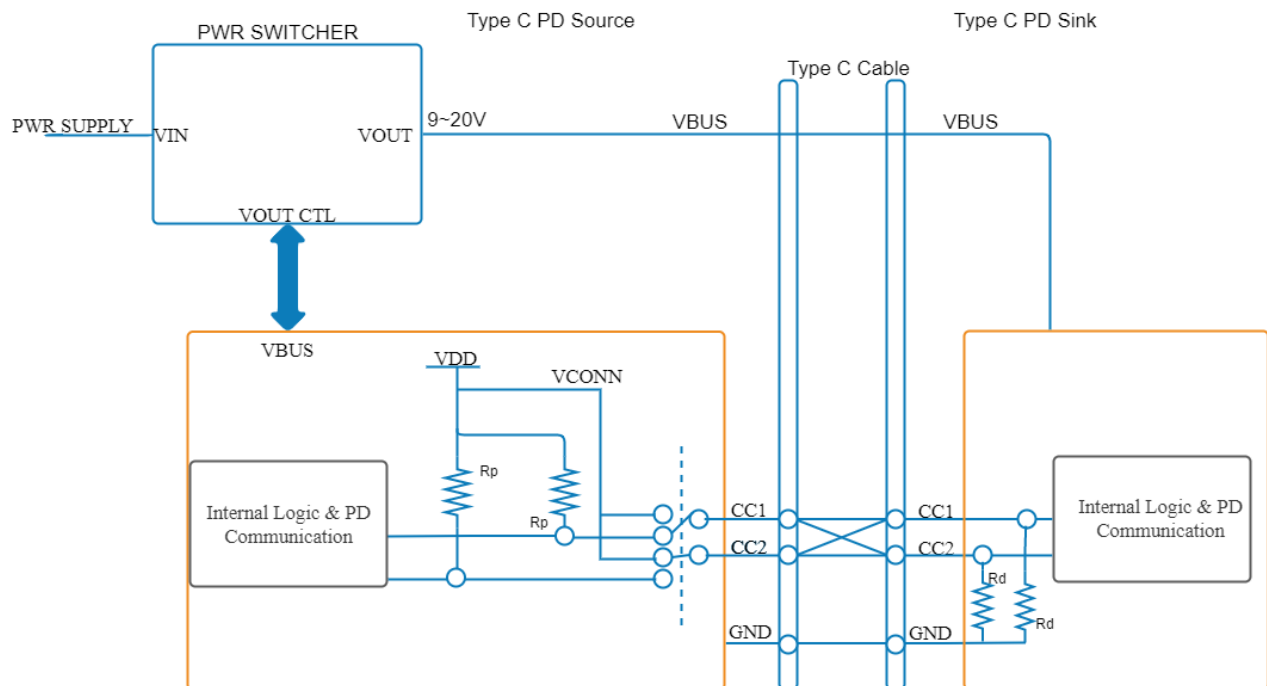 Type C PD Source
Type C PD Sink
PWR SWITCHER
Type C Cable
PWR_SUPPLY
VIN
VOUT
9~20V
VBUS
VBUS
VOUT CTL
VBUS
VDD
VCONN
Rp
Rp
Internal Logic & PD
Communication
CC1
CC2
GND
CC1
CC2
GND
Rd
Rd
Internal Logic & PD
Communication